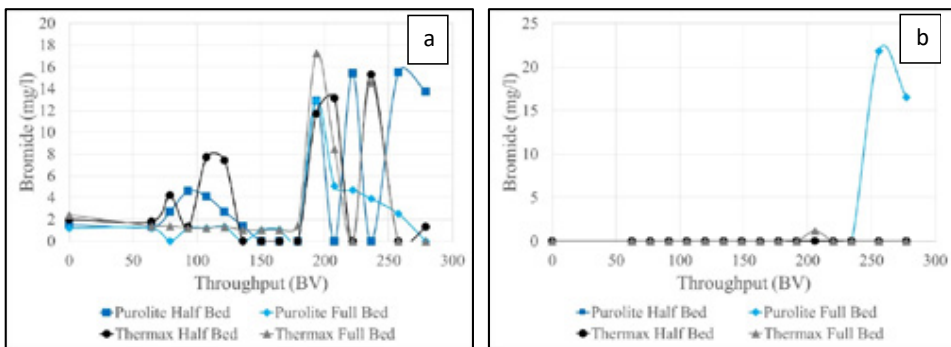 a
20
18
16
14
12
10
8
6
4
2
0
Bromide (mg/l)
0 50 100 150 200 250 300
Throughput (BV)
Purolite Half Bed Purolite Full Bed
Thermax Half Bed Thermax Full Bed
b
25
20
15
10
5
0
Bromide (mg/l)
0 50 100 150 200 250 300
Throughput (BV)
Purolite Half Bed Purolite Full Bed
Thermax Half Bed Thermax Full Bed